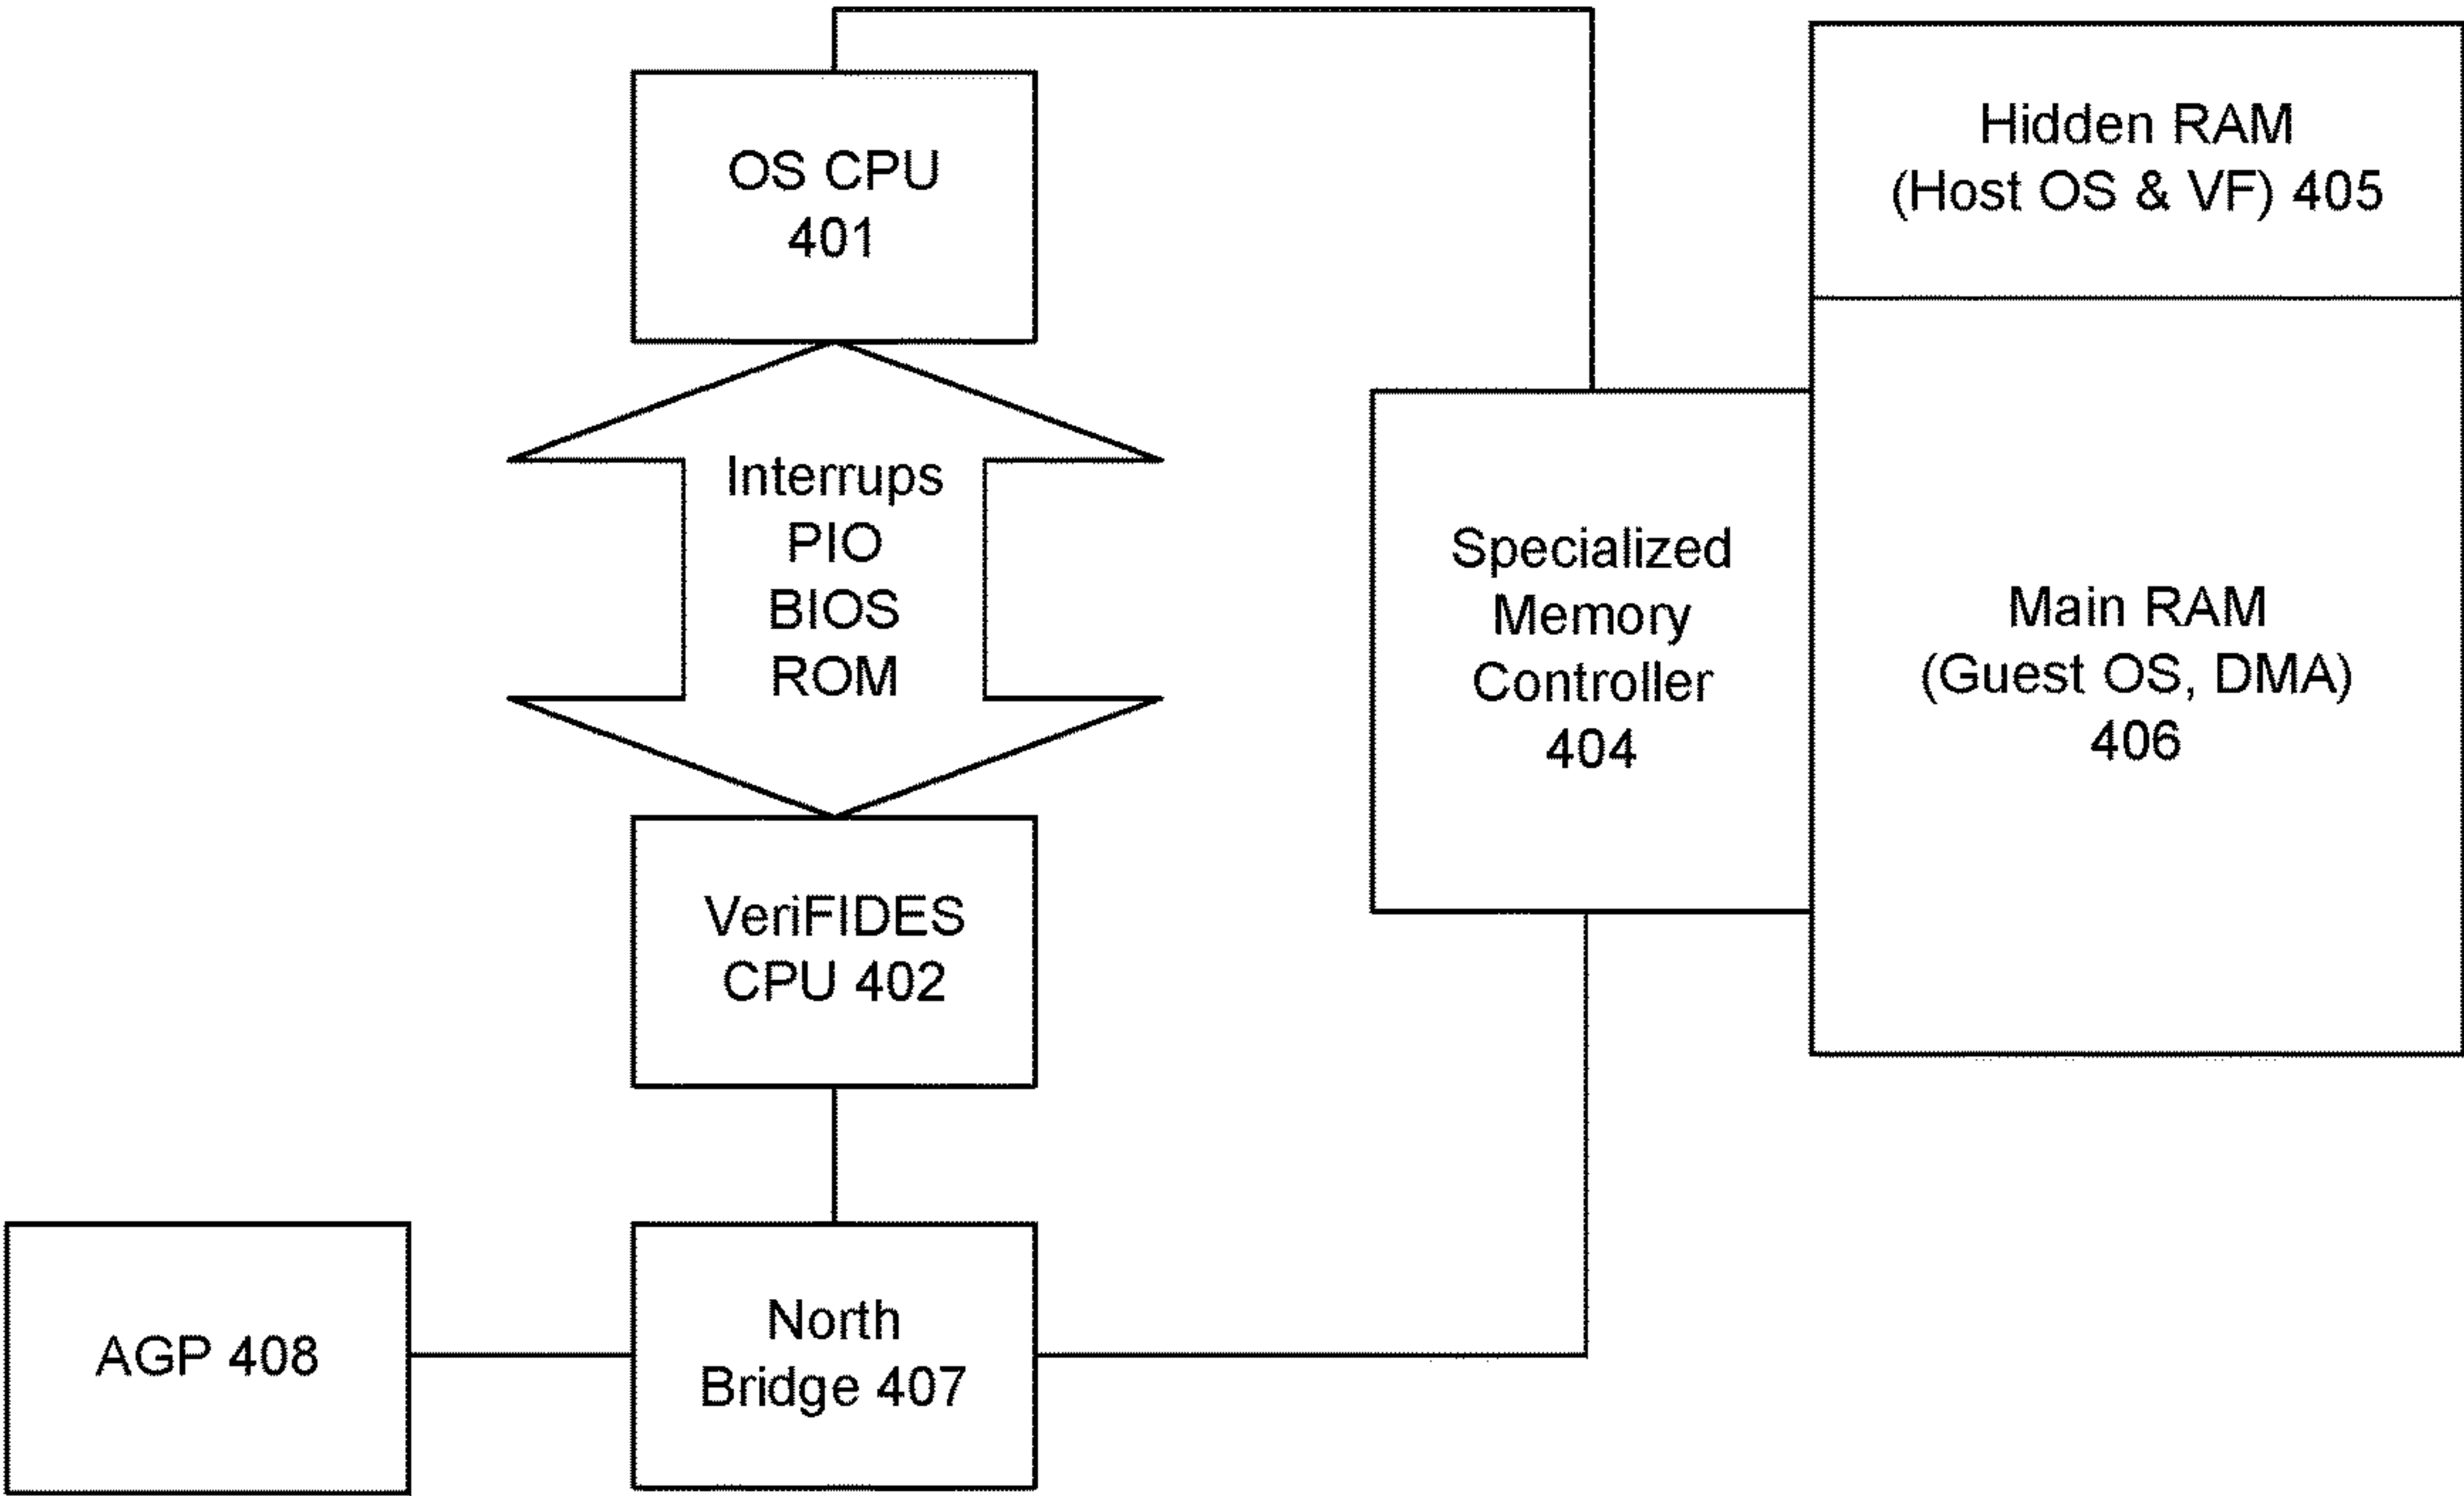 OS CPU
401
Interrups
PIO
BIOS
ROM
VeriFIDES
CPU 402
North
Bridge 407
AGP 408
Specialized
Memory
Controller
404
Hidden RAM
(Host OS & VF) 405
Main RAM
(Guest OS, DMA)
406